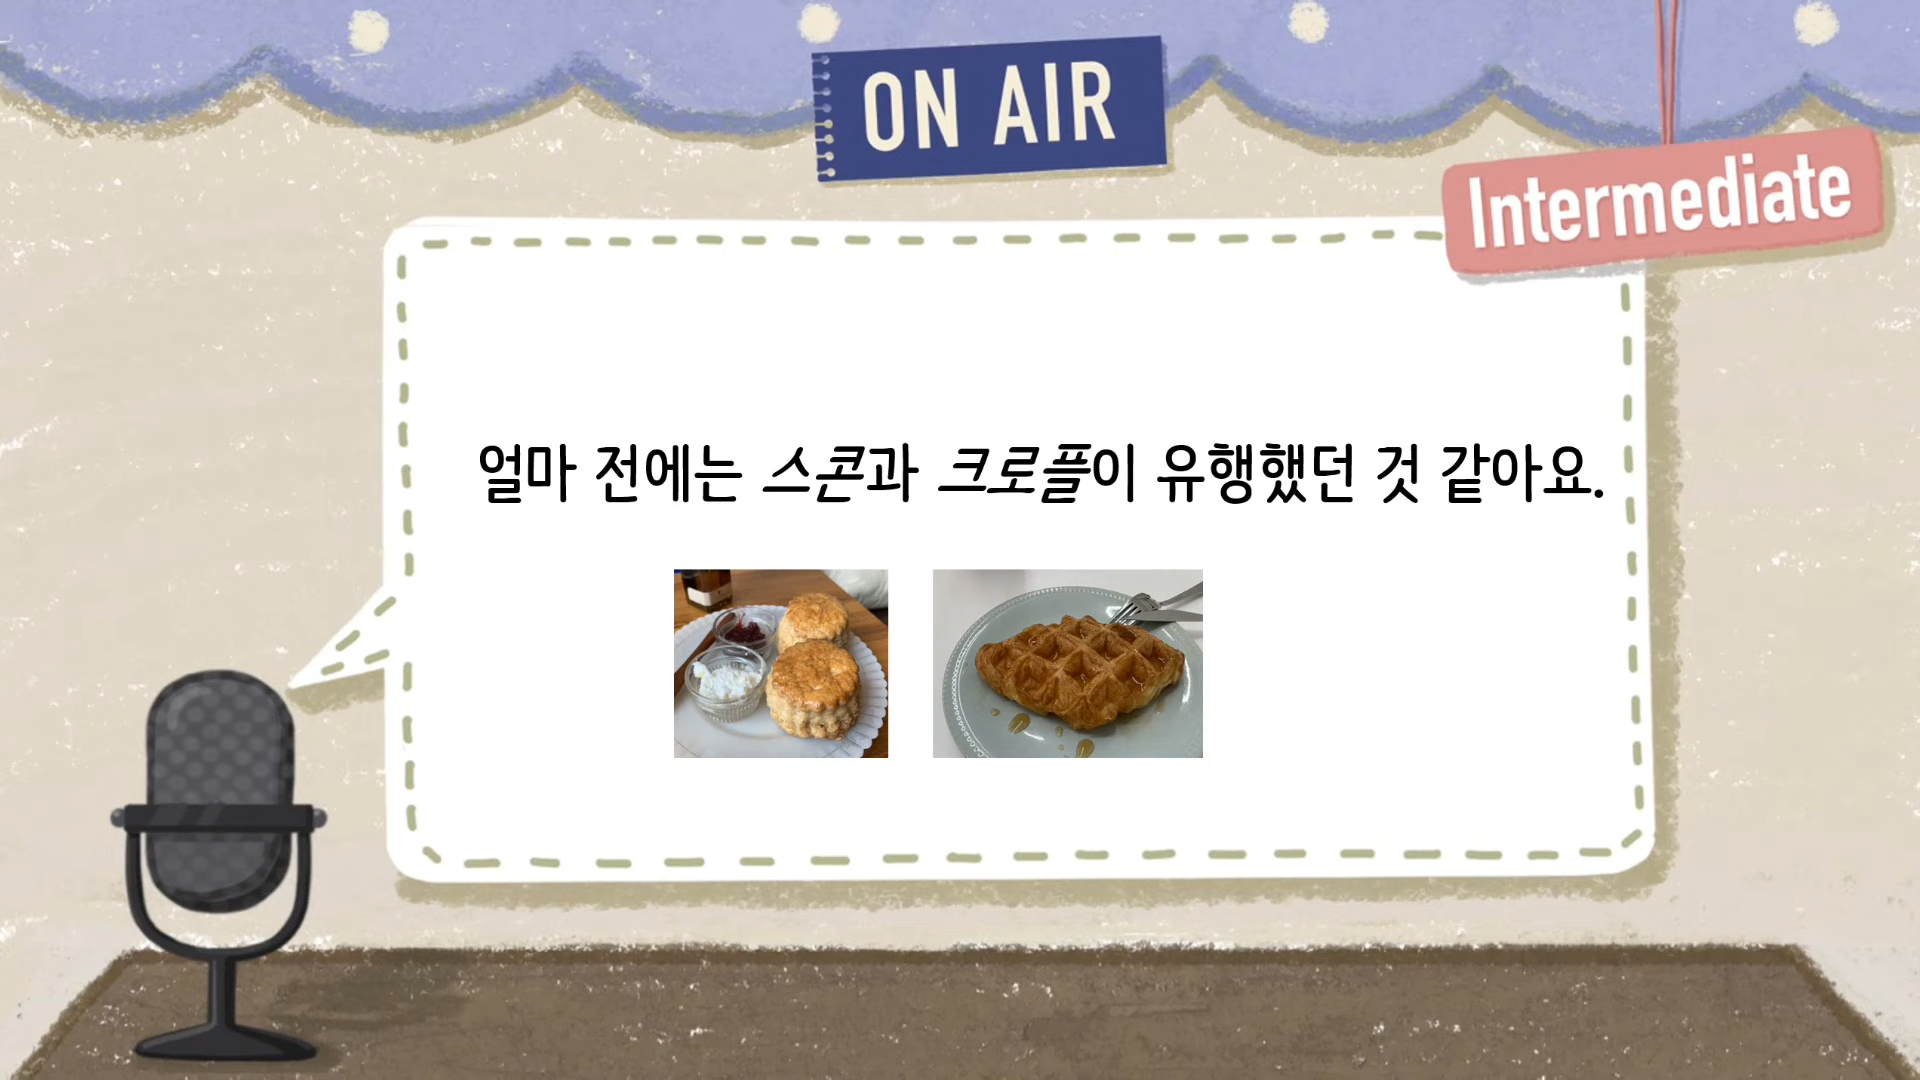 ON AIR
Intermediate
얼마 전에는 스콘과 크로플이 유행했던 것 같아요.